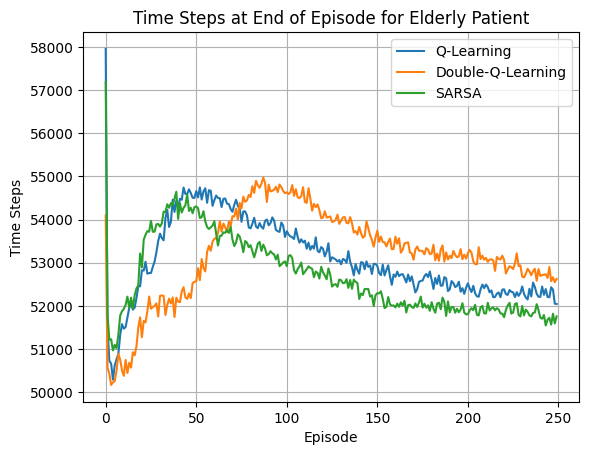 Time Steps at End of Episode for Elderly Patient
Q-Learning
Double-Q-Learning
SARSA
Time Steps
58000
57000
56000
55000
54000
53000
52000
51000
50000
0 50 100 150 200 250
Episode